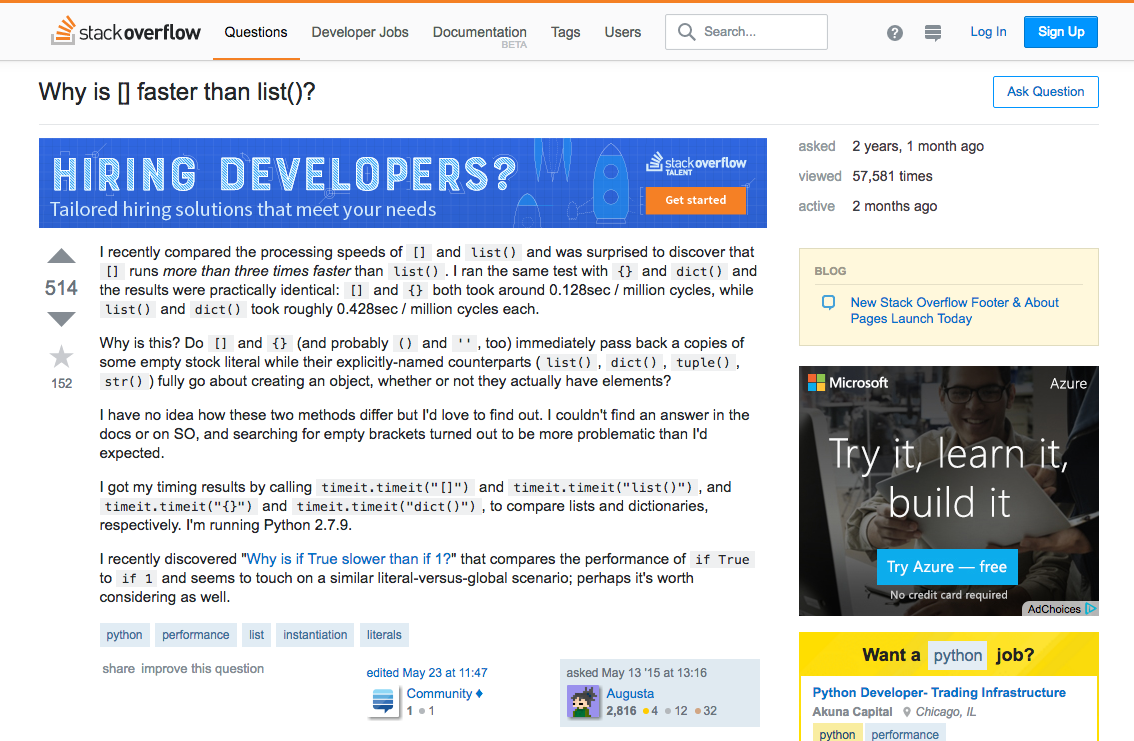 stackoverflow Questions Developer Jobs Documentation BETA Tags Users Search... Log In Sign Up
Why is [] faster than list()?
Ask Question
HIRING DEVELOPERS?
Tailored hiring solutions that meet your needs
stackoverflow
TALENT
Get started
514
152
I recently compared the processing speeds of [] and list() and was surprised to discover that
[] runs more than three times faster than list(). I ran the same test with {} and dict() and
the results were practically identical: [] and {} both took around 0.128sec / million cycles, while
list() and dict() took roughly 0.428sec / million cycles each.
Why is this? Do [] and {} (and probably () and '', too) immediately pass back a copies of
some empty stock literal while their explicitly-named counterparts (list(), dict(), tuple(),
str()) fully go about creating an object, whether or not they actually have elements?
I have no idea how these two methods differ but I'd love to find out. I couldn't find an answer in the
docs or on SO, and searching for empty brackets turned out to be more problematic than I'd
expected.
I got my timing results by calling timeit.timeit("[]") and timeit.timeit("list()"), and
timeit.timeit("{}") and timeit.timeit("dict()"), to compare lists and dictionaries,
respectively. I'm running Python 2.7.9.
I recently discovered "Why is if True slower than if 1?" that compares the performance of if True
to if 1 and seems to touch on a similar literal-versus-global scenario; perhaps it's worth
considering as well.
python performance list instantiation literals
share improve this question
edited May 23 at 11:47
Community ♦
1 ● 1
asked May 13 '15 at 13:16
Augusta
2,816 ● 4 ● 12 ● 32
asked 2 years, 1 month ago
viewed 57,581 times
active 2 months ago
BLOG
New Stack Overflow Footer & About
Pages Launch Today
Microsoft Azure
Try it, learn it,
build it
Try Azure — free
No credit card required
AdChoices
Want a python job?
Python Developer- Trading Infrastructure
Akuna Capital Chicago, IL
python performance